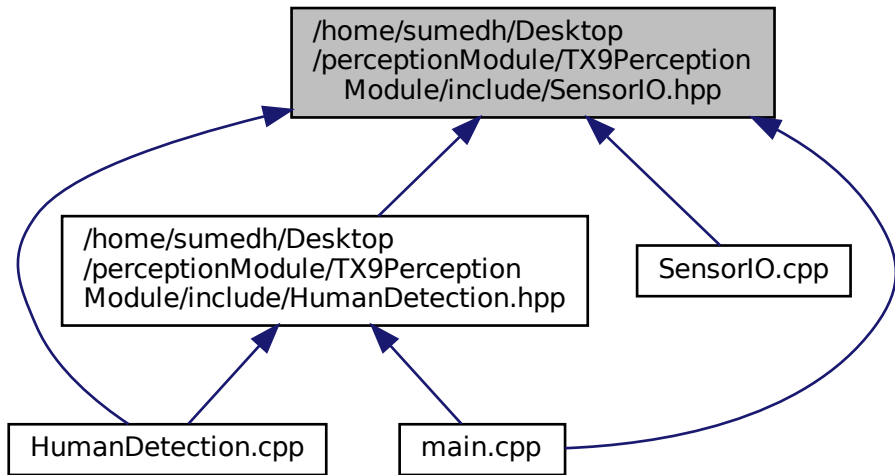 /home/sumedh/Desktop
/perceptionModule/TX9Perception
Module/include/SensorIO.hpp
/home/sumedh/Desktop
/perceptionModule/TX9Perception
Module/include/HumanDetection.hpp
SensorIO.cpp
HumanDetection.cpp
main.cpp